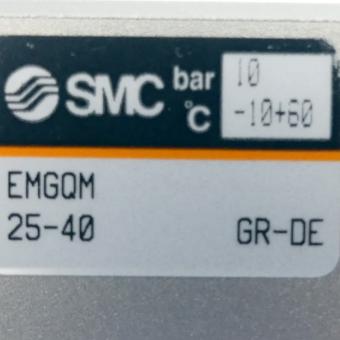 SMC bar 10
°C -10+60
EMGQM
25-40 GR-DE